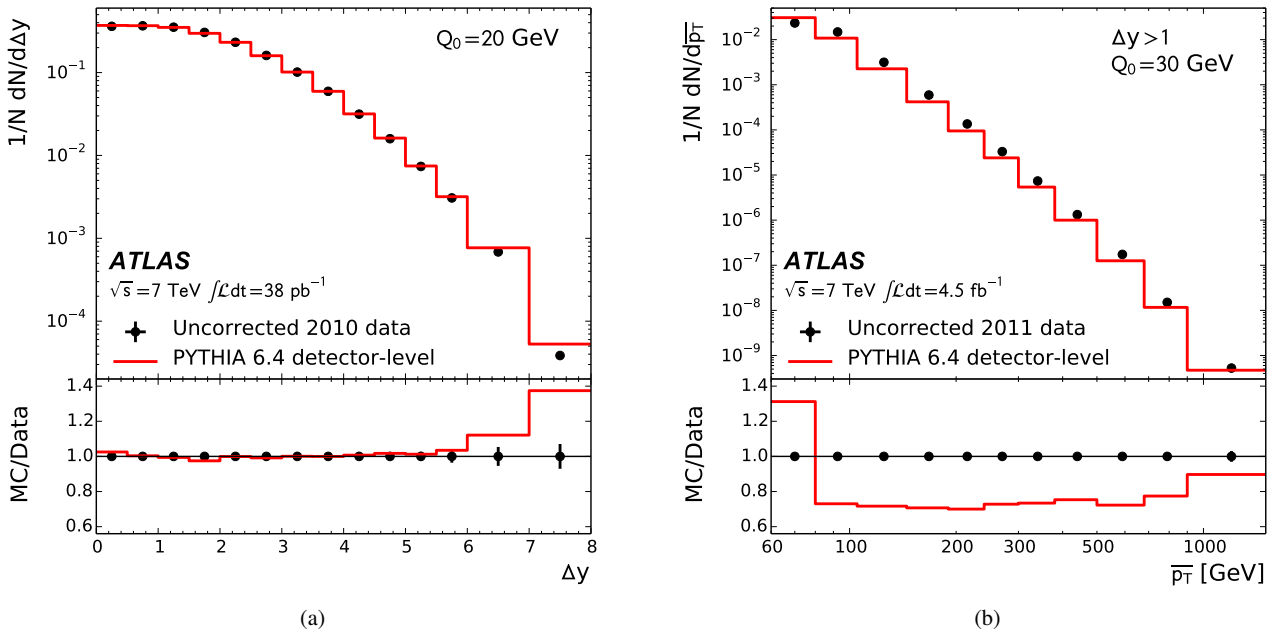 1/N dN/dΔy
10⁻¹
10⁻²
10⁻³
10⁻⁴
Q₀=20 GeV
ATLAS
√s=7 TeV ∫ℒdt=38 pb⁻¹
Uncorrected 2010 data
PYTHIA 6.4 detector-level
MC/Data
1.4
1.2
1.0
0.8
0.6
0 1 2 3 4 5 6 7 8
Δy
(a)
1/N dN/dp̅T̅
10⁻²
10⁻³
10⁻⁴
10⁻⁵
10⁻⁶
10⁻⁷
10⁻⁸
10⁻⁹
Δy>1
Q₀=30 GeV
ATLAS
√s=7 TeV ∫ℒdt=4.5 fb⁻¹
Uncorrected 2011 data
PYTHIA 6.4 detector-level
MC/Data
1.4
1.2
1.0
0.8
0.6
60 100 200 300 500 1000
p̅T̅ [GeV]
(b)